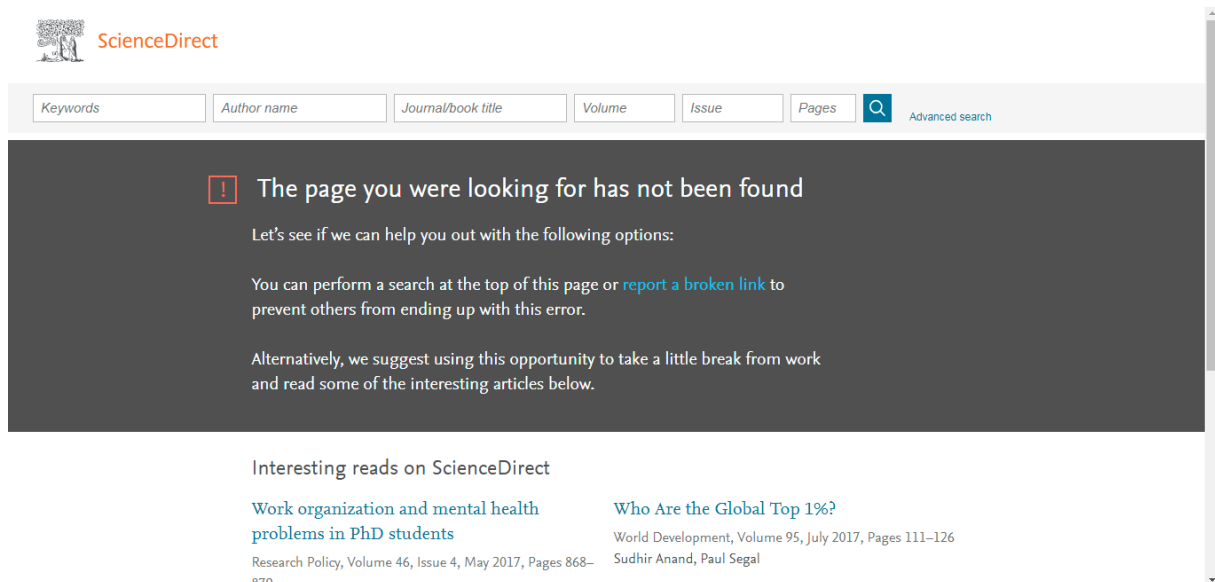 ScienceDirect
Keywords Author name Journal/book title Volume Issue Pages Advanced search
! The page you were looking for has not been found
Let's see if we can help you out with the following options:
You can perform a search at the top of this page or report a broken link to
prevent others from ending up with this error.
Alternatively, we suggest using this opportunity to take a little break from work
and read some of the interesting articles below.
Interesting reads on ScienceDirect
Work organization and mental health
problems in PhD students
Research Policy, Volume 46, Issue 4, May 2017, Pages 868–
Who Are the Global Top 1%?
World Development, Volume 95, July 2017, Pages 111–126
Sudhir Anand, Paul Segal